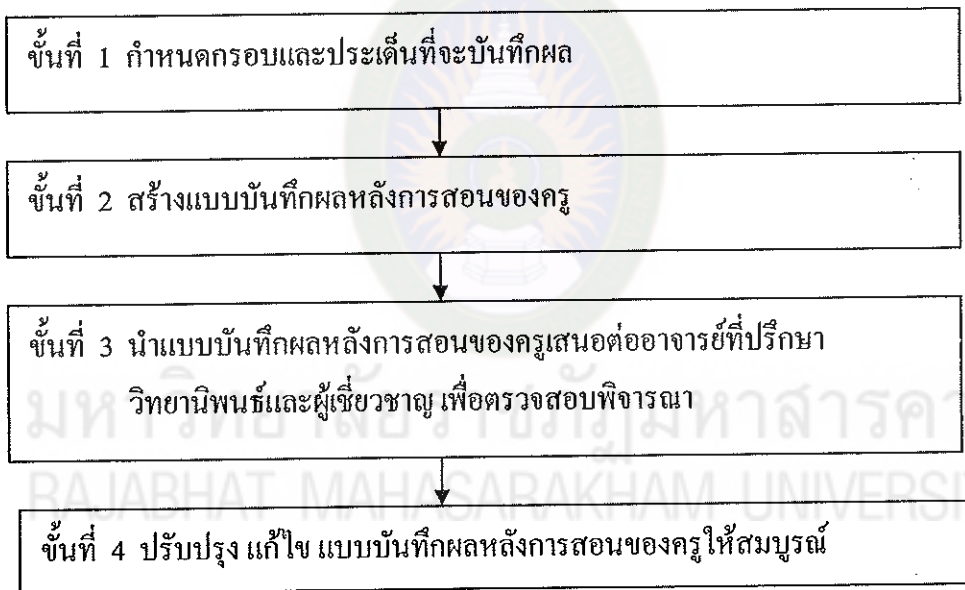 ขั้นที่ 1 กำหนดกรอบและประเด็นที่จะบันทึกผล
ขั้นที่ 2 สร้างแบบบันทึกผลหลังการสอนของครู
ขั้นที่ 3 นำแบบบันทึกผลหลังการสอนของครูเสนอต่ออาจารย์ที่ปรึกษา
วิทยานิพนธ์และผู้เชี่ยวชาญ เพื่อตรวจสอบพิจารณา
มหาวิทยาลัยราชภัฏมหาสารคา
RAJABHAT MAHASARAKHAM UNIVERSI
ขั้นที่ 4 ปรับปรุง แก้ไข แบบบันทึกผลหลังการสอนของครูให้สมบูรณ์